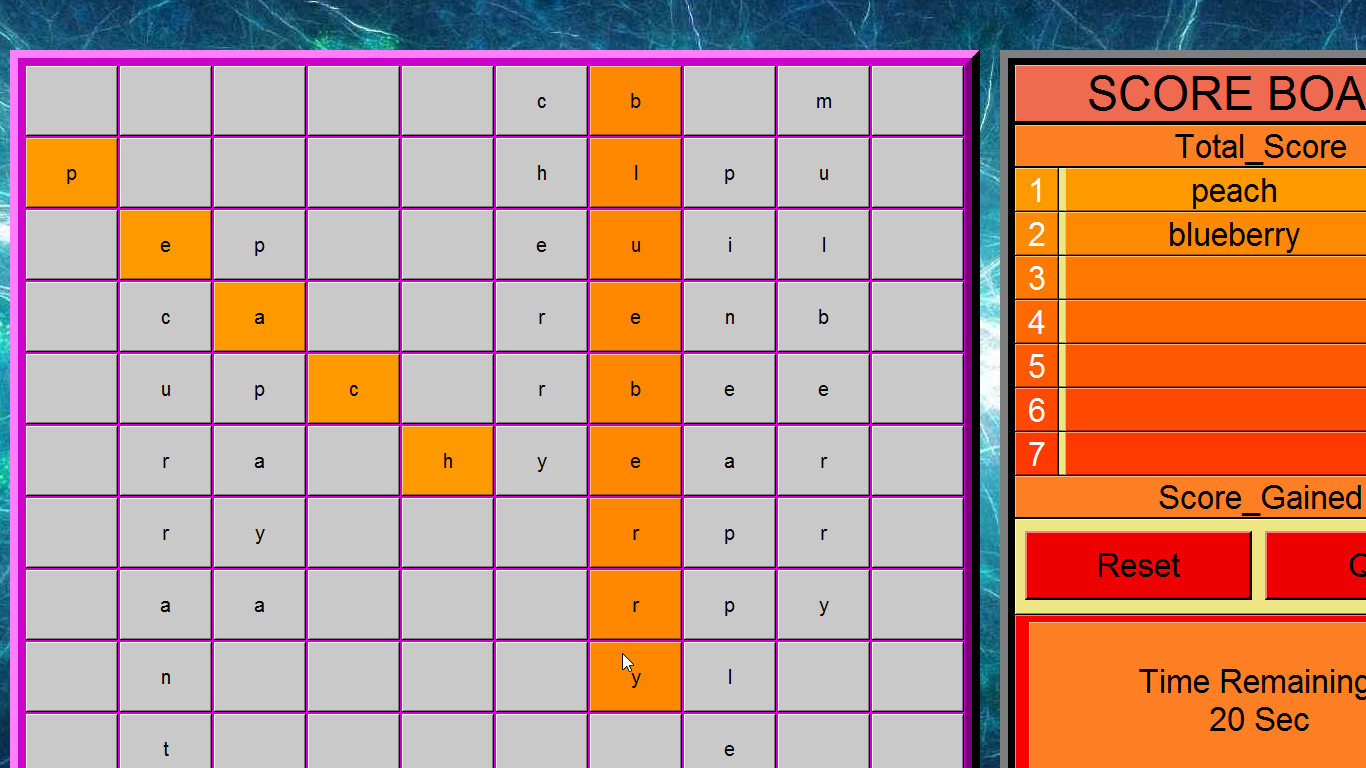 c b m
p h l p u
e p e u i l
c a r e n b
u p c r b e e
r a h y e a r
r y r p r
a a r p y
n y l
t e
SCORE BOA
Total_Score
1 peach
2 blueberry
3
4
5
6
7
Score_Gained
Reset Q
Time Remaining
20 Sec